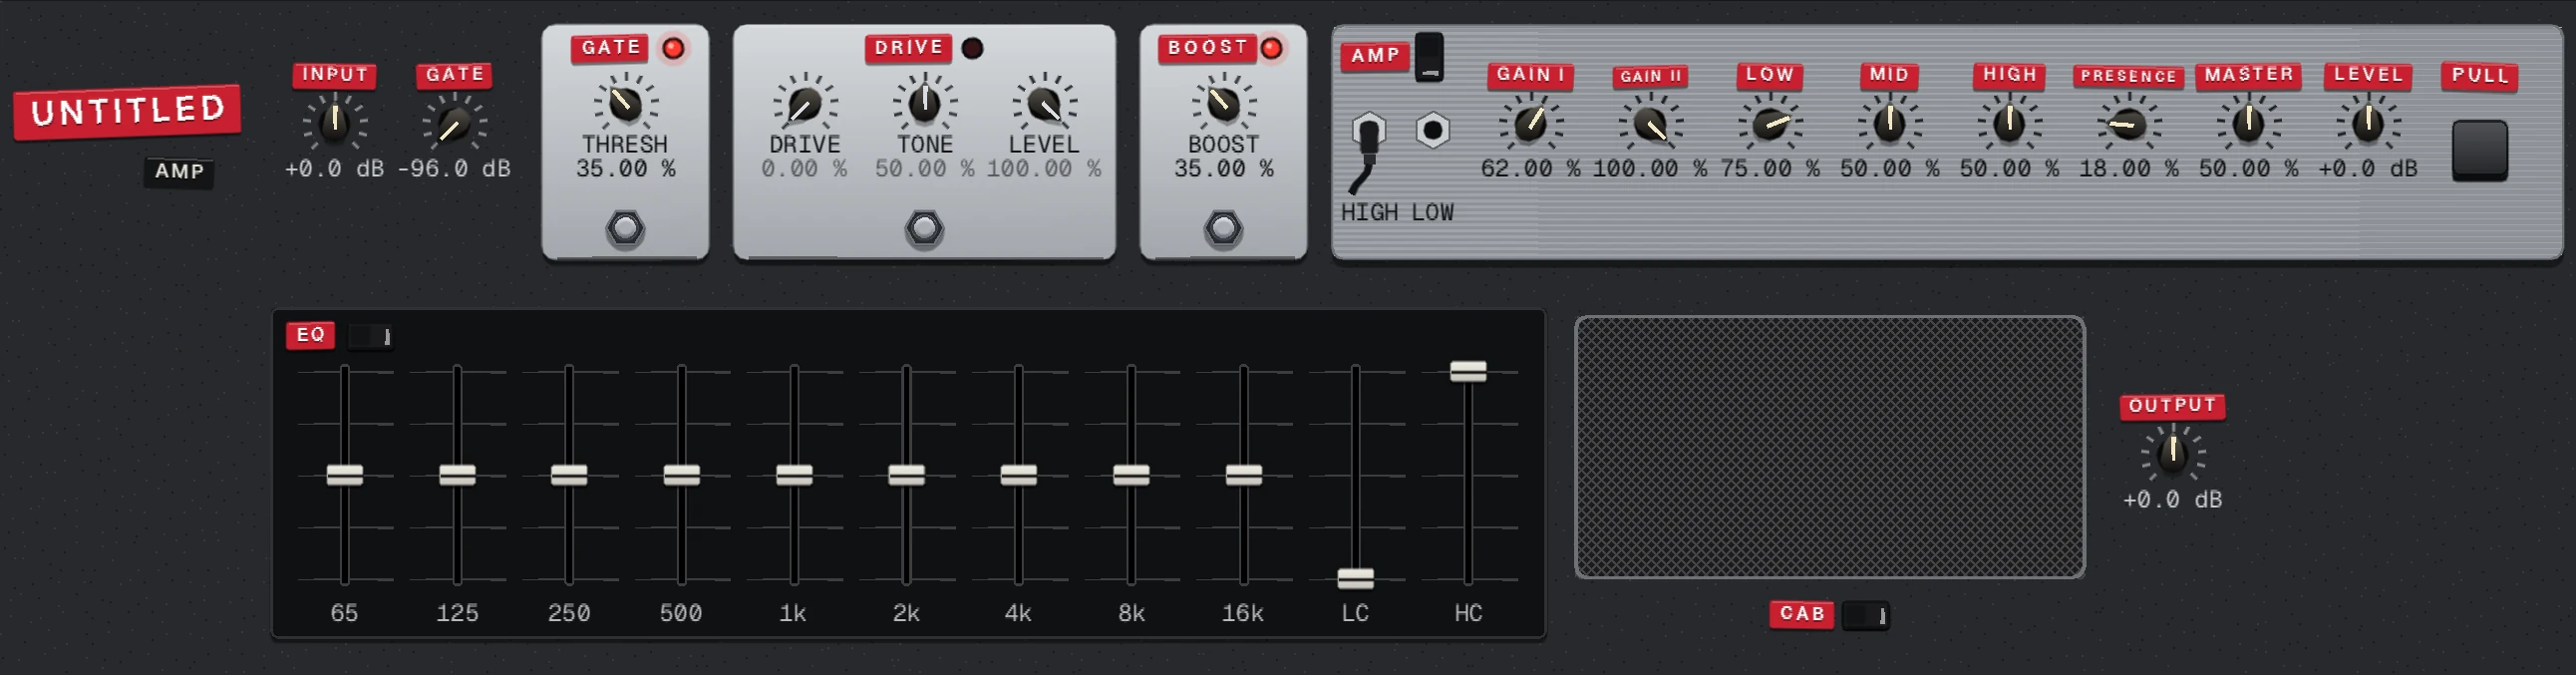 UNTITLED
AMP
INPUT
+0.0 dB
GATE
-96.0 dB
GATE
THRESH
35.00 %
DRIVE
DRIVE
0.00 %
TONE
50.00 %
LEVEL
100.00 %
BOOST
BOOST
35.00 %
AMP
HIGH LOW
GAIN I
62.00 %
GAIN II
100.00 %
LOW
75.00 %
MID
50.00 %
HIGH
50.00 %
PRESENCE
18.00 %
MASTER
50.00 %
LEVEL
+0.0 dB
PULL
EQ
65 125 250 500 1k 2k 4k 8k 16k LC HC
CAB
OUTPUT
+0.0 dB